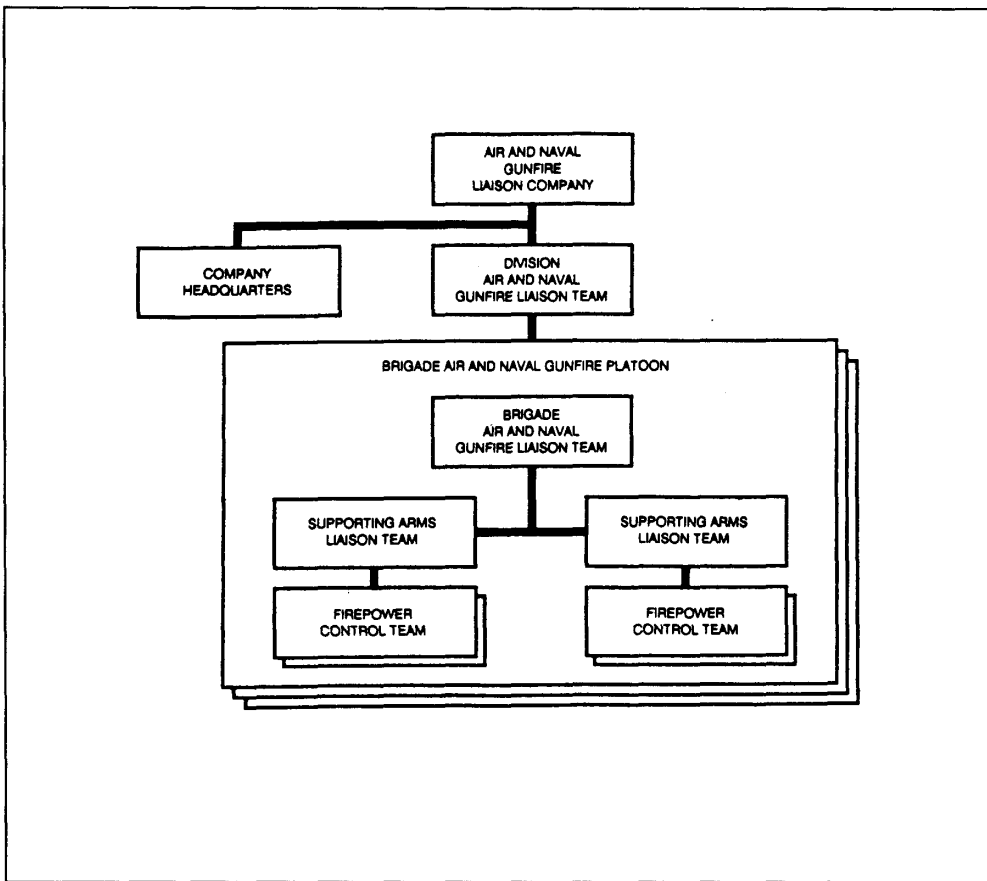 AIR AND NAVAL
GUNFIRE
LIAISON COMPANY
COMPANY
HEADQUARTERS
DIVISION
AIR AND NAVAL
GUNFIRE LIAISON TEAM
BRIGADE AIR AND NAVAL GUNFIRE PLATOON
BRIGADE
AIR AND NAVAL
GUNFIRE LIAISON TEAM
SUPPORTING ARMS
LIAISON TEAM
SUPPORTING ARMS
LIAISON TEAM
FIREPOWER
CONTROL TEAM
FIREPOWER
CONTROL TEAM